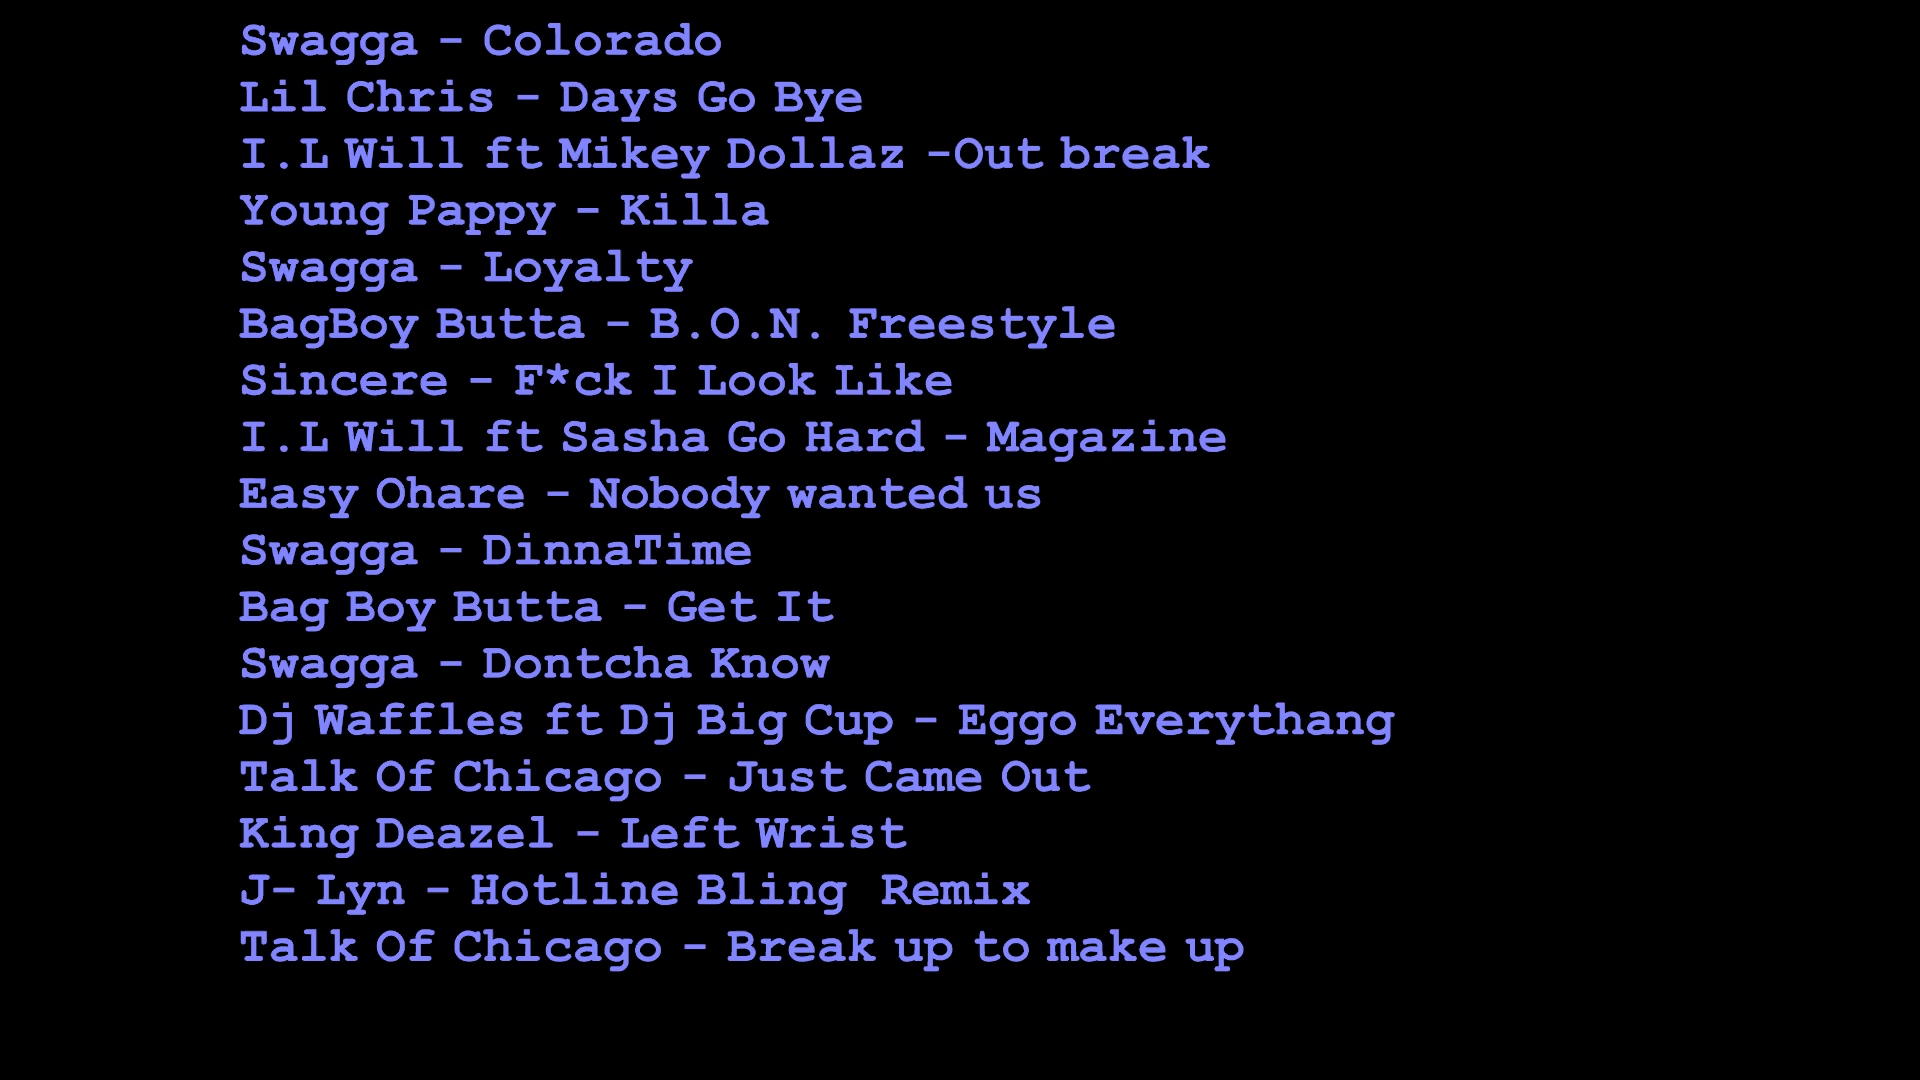 Swagga - Colorado
Lil Chris - Days Go Bye
I.L Will ft Mikey Dollaz -Out break
Young Pappy - Killa
Swagga - Loyalty
BagBoy Butta - B.O.N. Freestyle
Sincere - F*ck I Look Like
I.L Will ft Sasha Go Hard - Magazine
Easy Ohare - Nobody wanted us
Swagga - DinnaTime
Bag Boy Butta - Get It
Swagga - Dontcha Know
Dj Waffles ft Dj Big Cup - Eggo Everythang
Talk Of Chicago - Just Came Out
King Deazel - Left Wrist
J- Lyn - Hotline Bling  Remix
Talk Of Chicago - Break up to make up